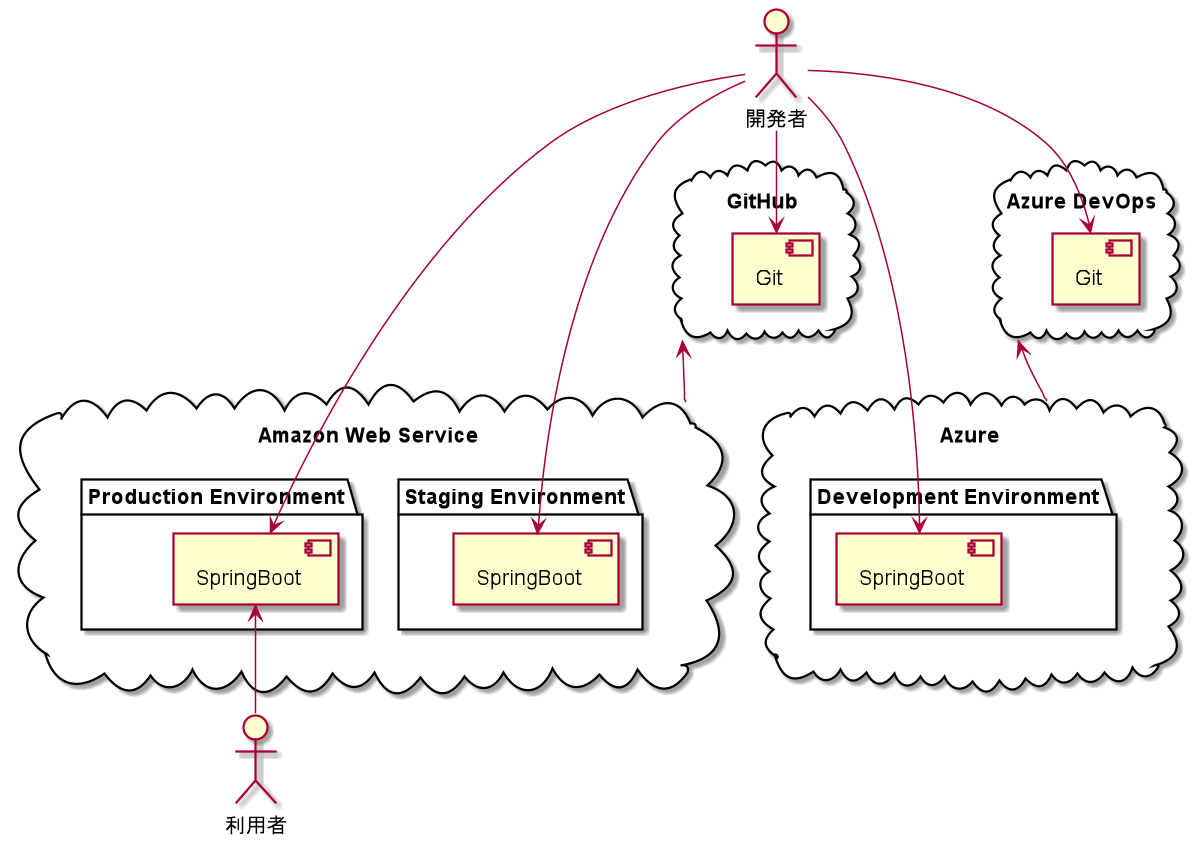 開発者
GitHub
Azure DevOps
Git
Git
Amazon Web Service
Azure
Production Environment
Staging Environment
Development Environment
SpringBoot
SpringBoot
SpringBoot
利用者